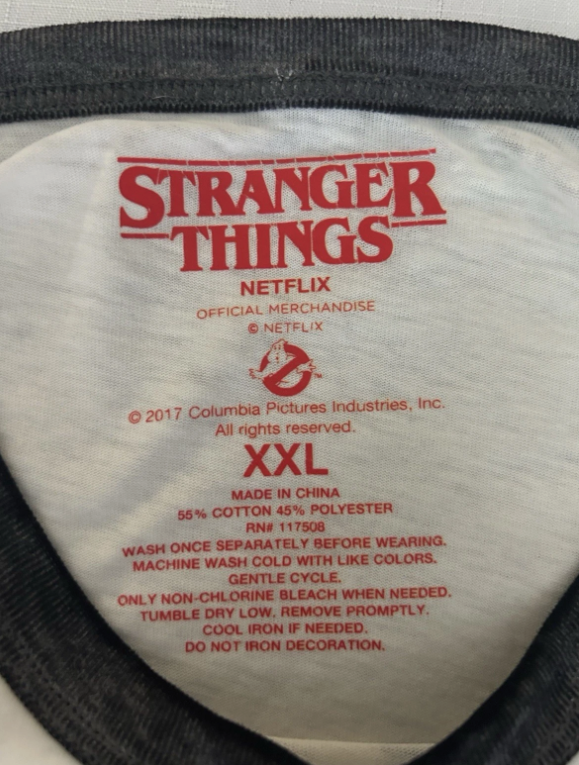 STRANGER
THINGS
NETFLIX
OFFICIAL MERCHANDISE
© NETFLIX
© 2017 Columbia Pictures Industries, Inc.
All rights reserved.
XXL
MADE IN CHINA
55% COTTON 45% POLYESTER
RN# 117508
WASH ONCE SEPARATELY BEFORE WEARING.
MACHINE WASH COLD WITH LIKE COLORS.
GENTLE CYCLE.
ONLY NON-CHLORINE BLEACH WHEN NEEDED.
TUMBLE DRY LOW, REMOVE PROMPTLY.
COOL IRON IF NEEDED.
DO NOT IRON DECORATION.